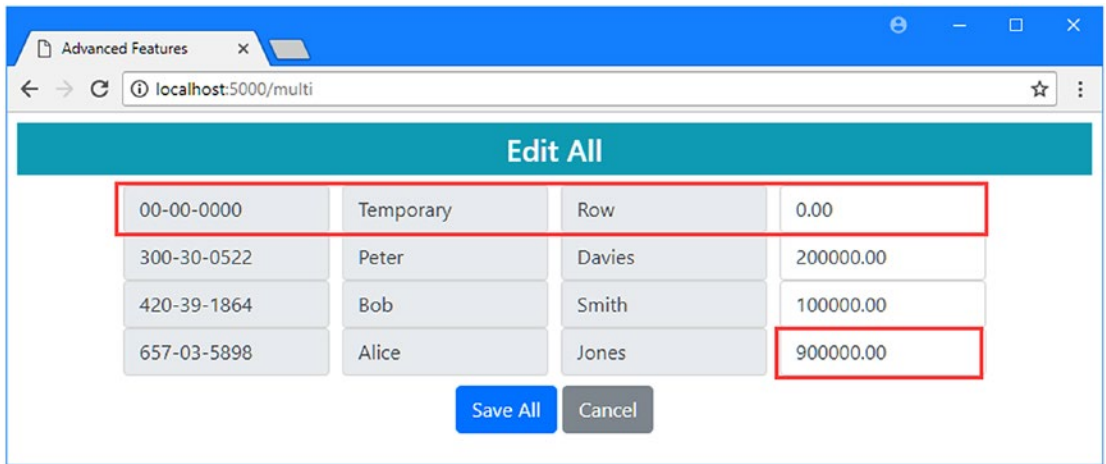 Advanced Features
localhost:5000/multi
Edit All
00-00-0000 Temporary Row 0.00
300-30-0522 Peter Davies 200000.00
420-39-1864 Bob Smith 100000.00
657-03-5898 Alice Jones 900000.00
Save All Cancel